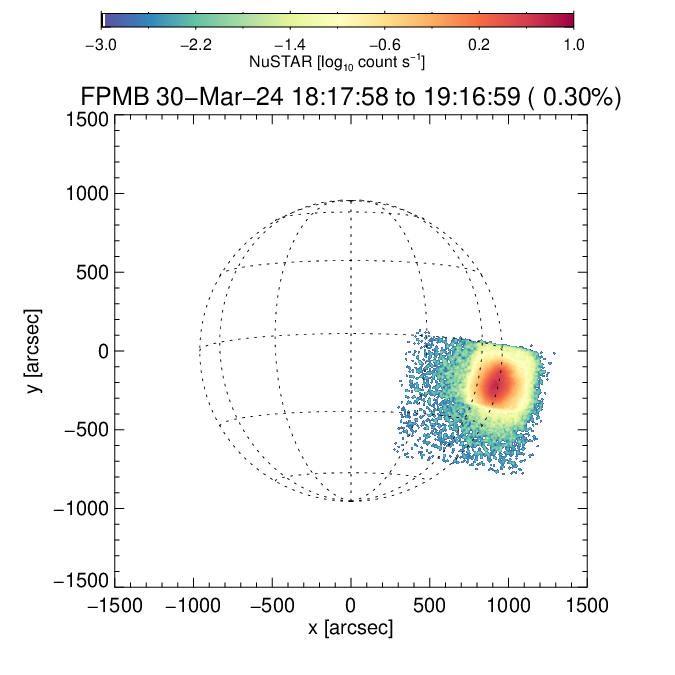 −3.0 −2.2 −1.4 −0.6 0.2 1.0
NuSTAR [log₁₀ count s⁻¹]
FPMB 30−Mar−24 18:17:58 to 19:16:59 ( 0.30%)
1500
1000
500
0
−500
−1000
−1500
y [arcsec]
−1500 −1000 −500 0 500 1000 1500
x [arcsec]